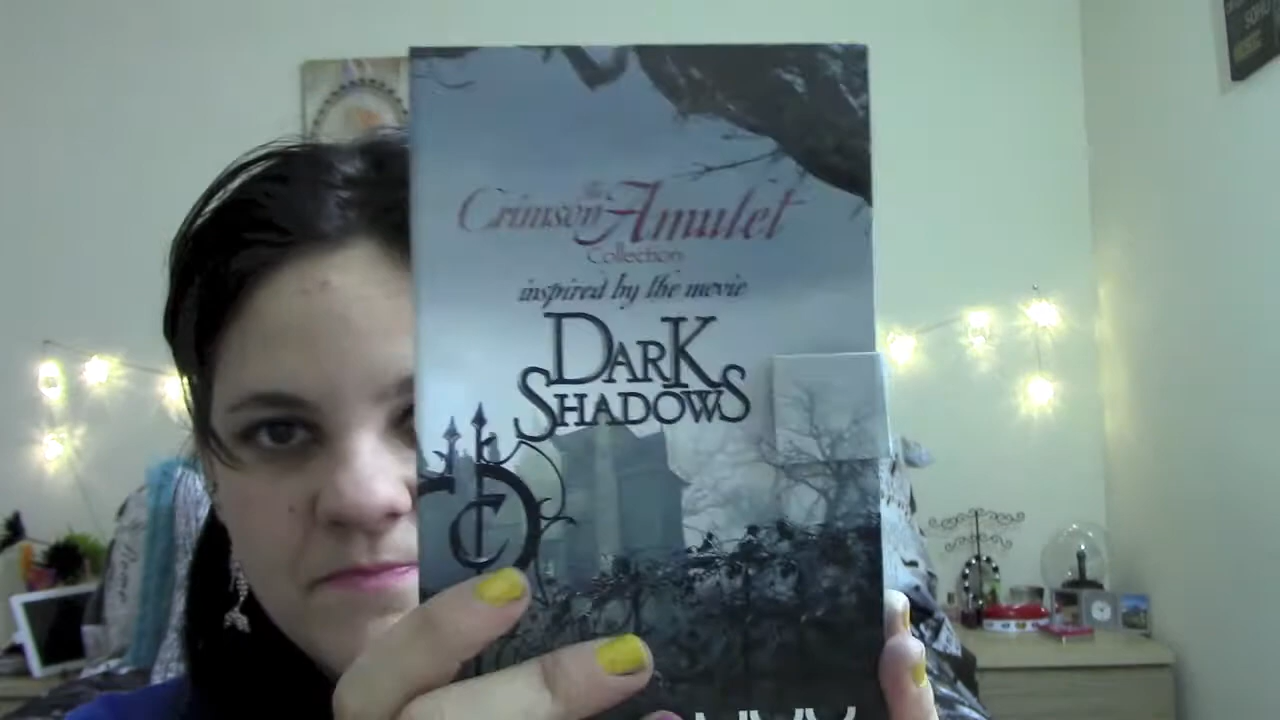 The
Crimson Amulet
Collection
inspired by the movie
DARK
SHADOWS
C